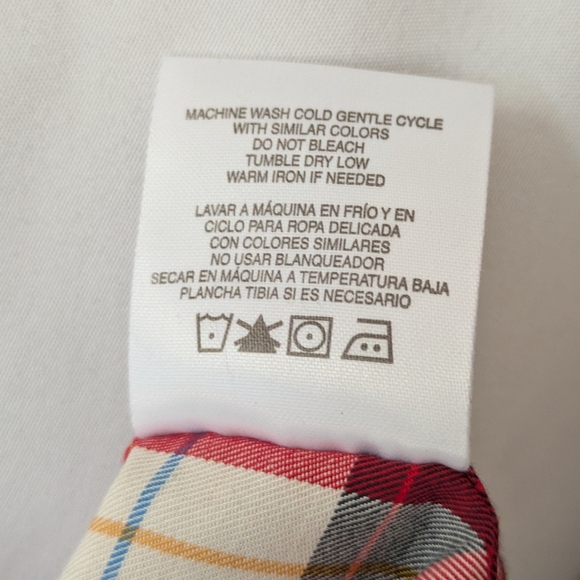 MACHINE WASH COLD GENTLE CYCLE
WITH SIMILAR COLORS
DO NOT BLEACH
TUMBLE DRY LOW
WARM IRON IF NEEDED
LAVAR A MÁQUINA EN FRÍO Y EN
CICLO PARA ROPA DELICADA
CON COLORES SIMILARES
NO USAR BLANQUEADOR
SECAR EN MÁQUINA A TEMPERATURA BAJA
PLANCHA TIBIA SI ES NECESARIO